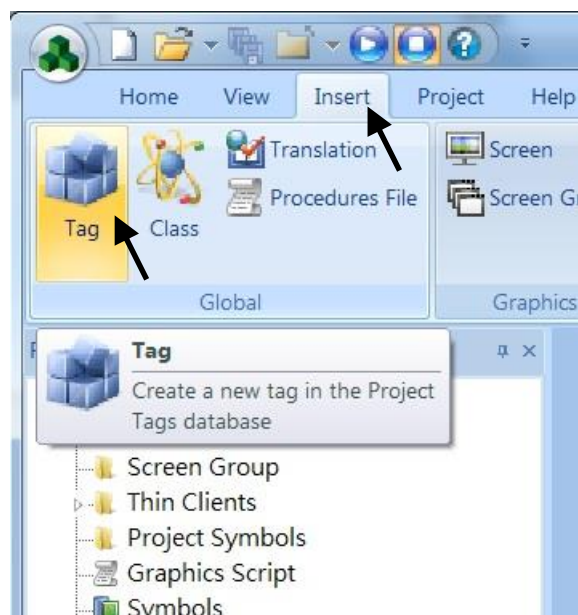 Home View Insert Project Help
Tag
Class
Translation
Procedures File
Screen
Screen
Global
Graphics
Tag
Create a new tag in the Project
Tags database
Screen Group
Thin Clients
Project Symbols
Graphics Script
Symbols